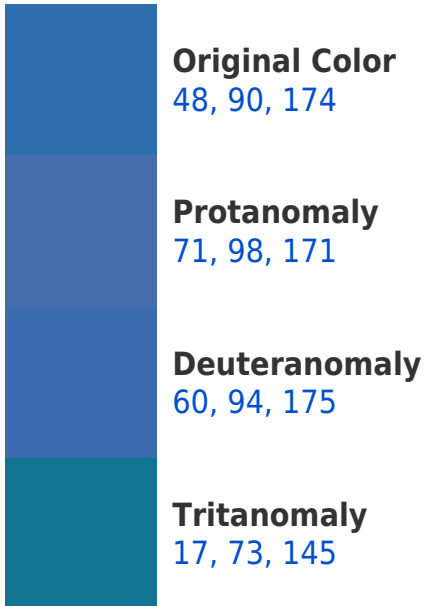 Original Color
48, 90, 174
Protanomaly
71, 98, 171
Deuteranomaly
60, 94, 175
Tritanomaly
17, 73, 145